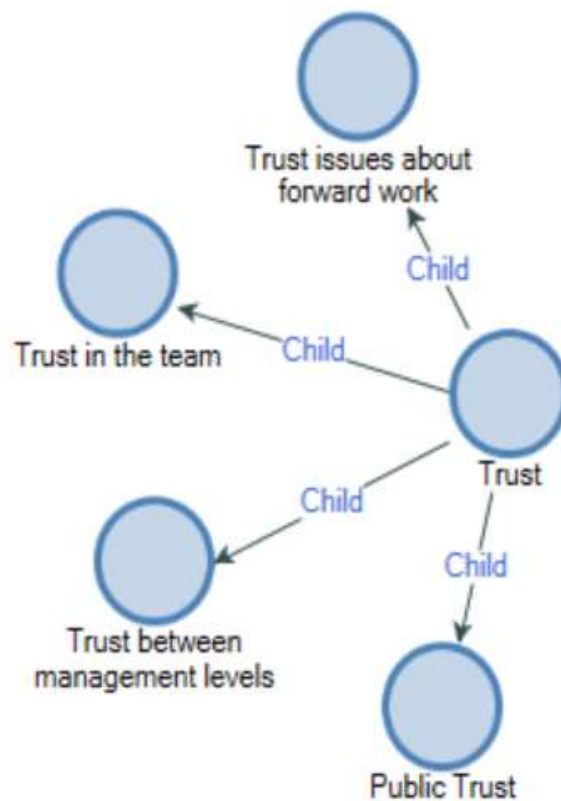 Trust issues about
forward work
Child
Trust in the team
Child
Trust
Child
Trust between
management levels
Child
Public Trust